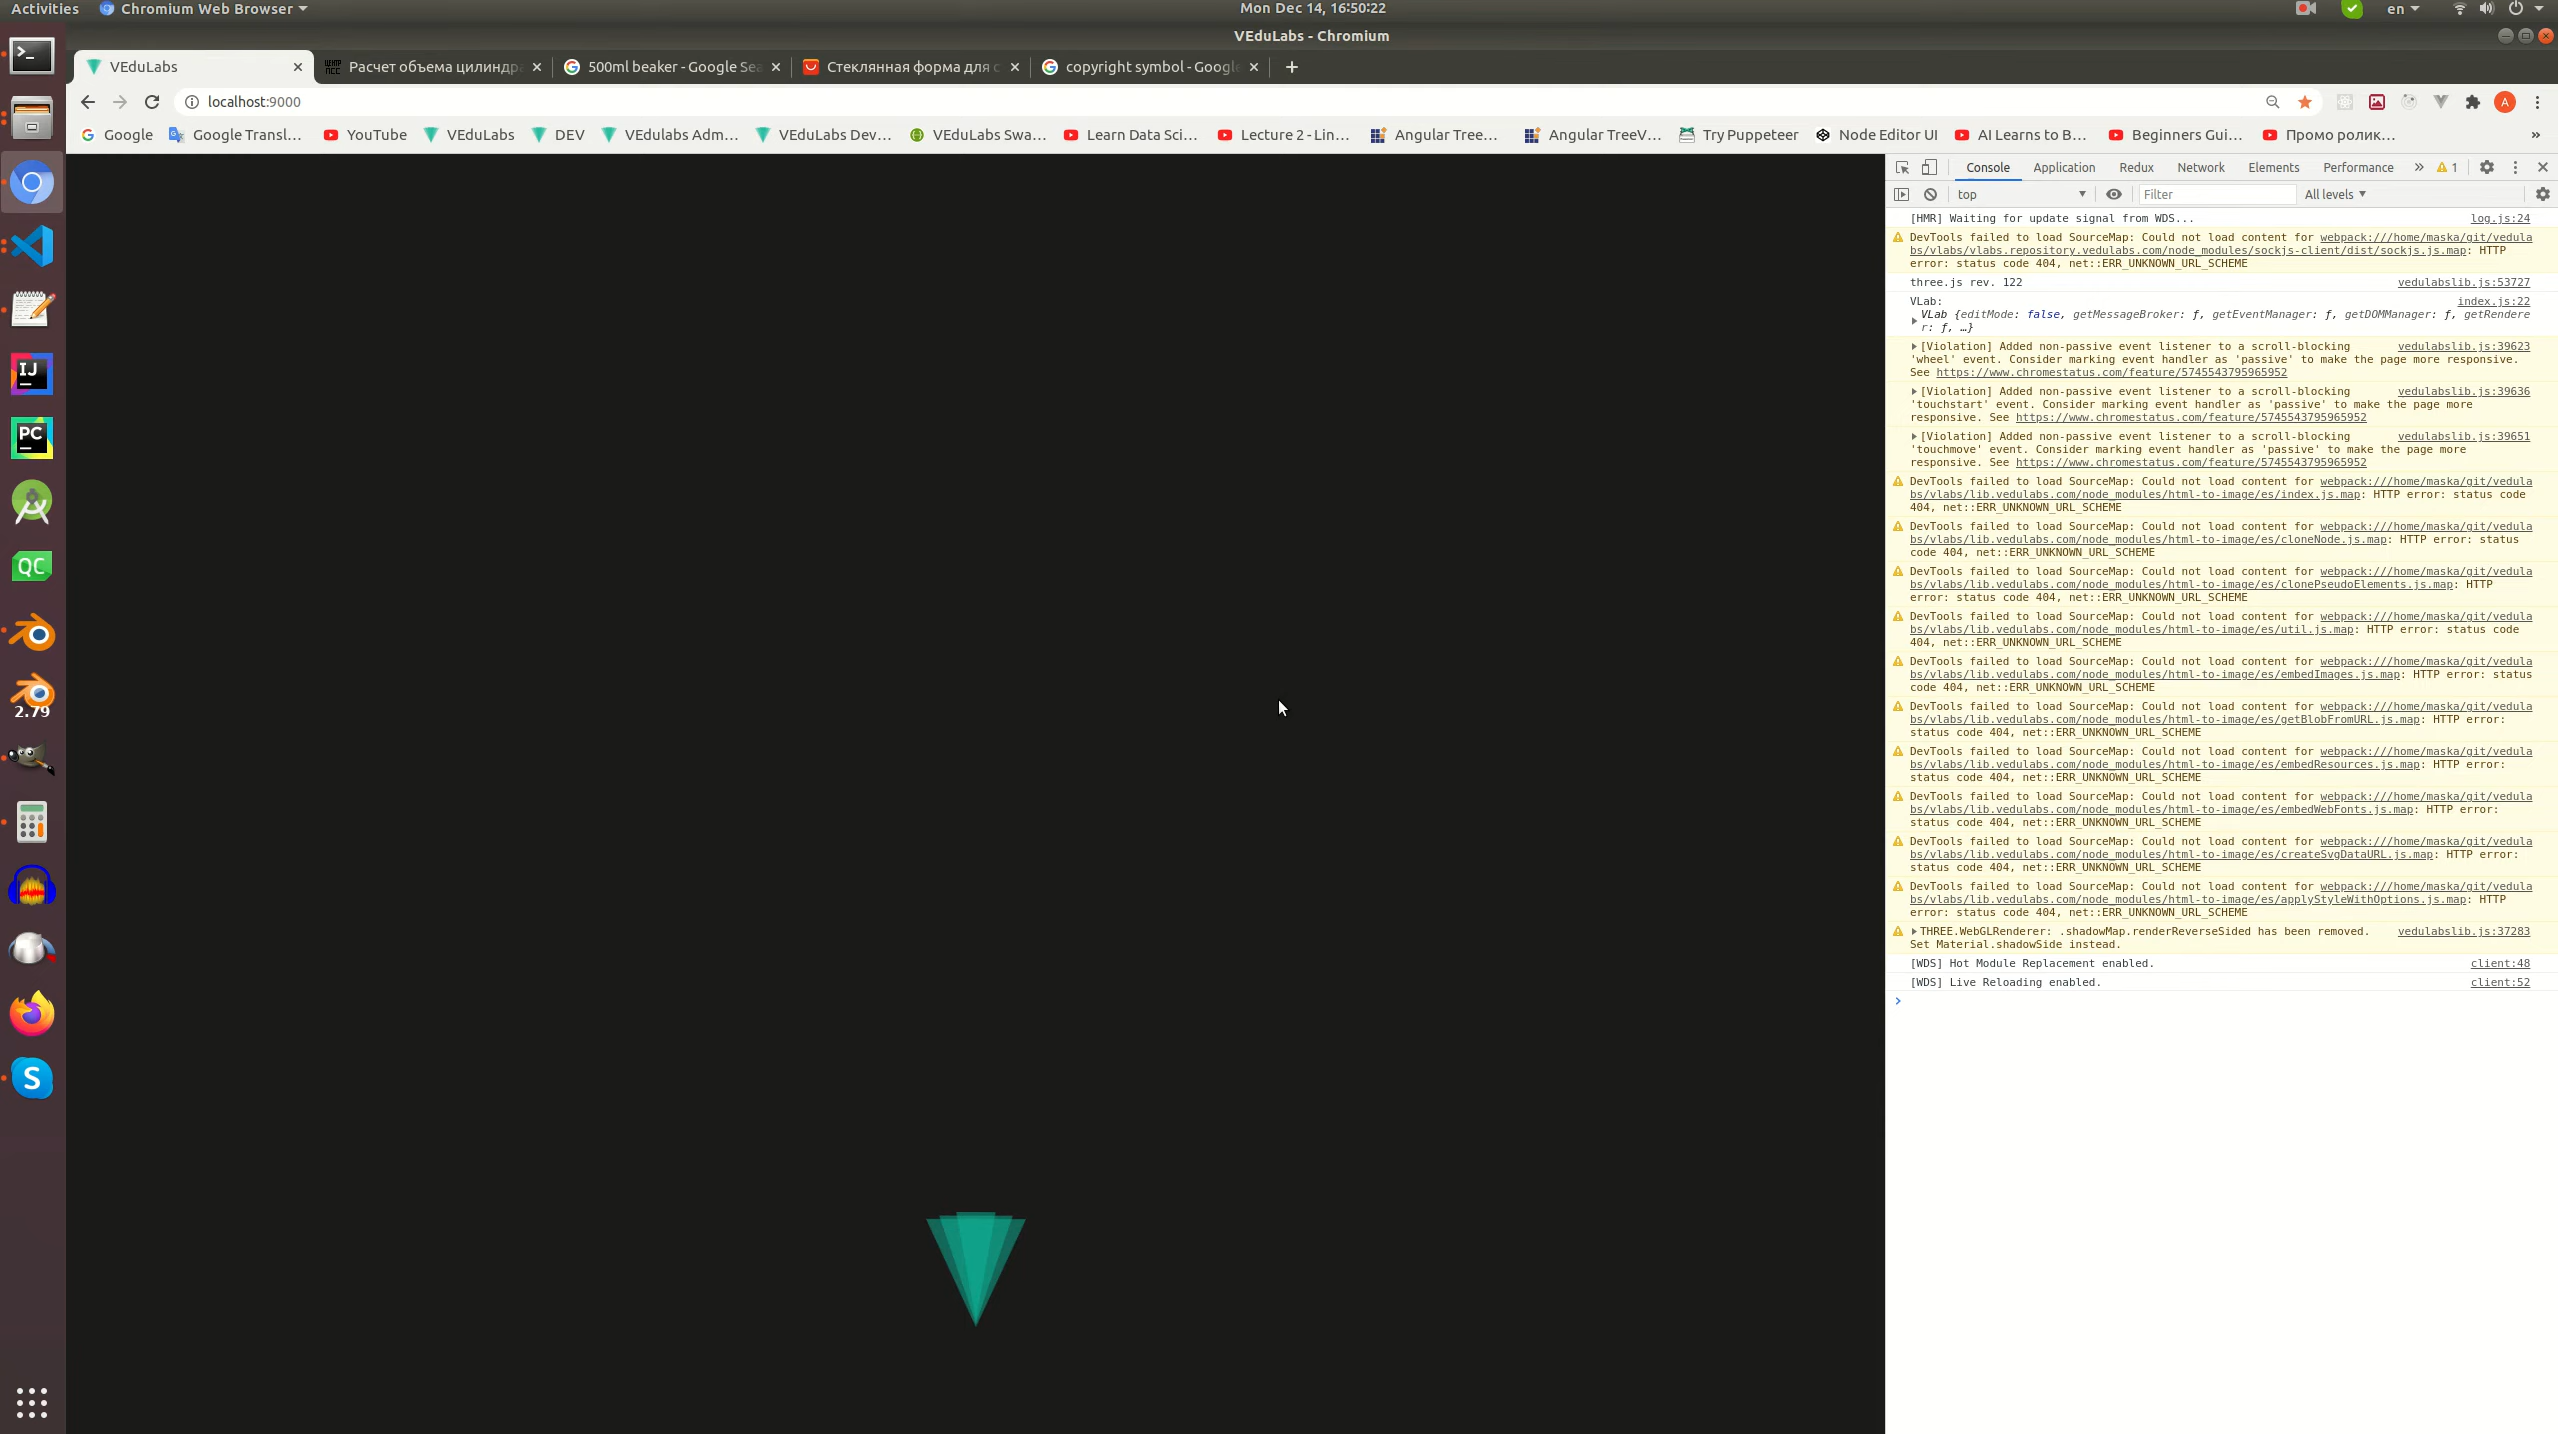 Activities Chromium Web Browser Mon Dec 14, 16:50:22 en
VEduLabs - Chromium
VEduLabs Расчет объема цилиндр 500ml beaker - Google Sea Стеклянная форма для с copyright symbol - Google
localhost:9000 A
Google Google Transl... YouTube VEduLabs DEV VEdulabs Adm... VEduLabs Dev... VEduLabs Swa... Learn Data Sci... Lecture 2 - Lin... Angular Tree... Angular TreeV... Try Puppeteer Node Editor UI AI Learns to B... Beginners Gui... Промо ролик... »
Console Application Redux Network Elements Performance » 1
top Filter All levels
[HMR] Waiting for update signal from WDS... log.js:24
DevTools failed to load SourceMap: Could not load content for webpack:///home/maska/git/vedula
bs/vlabs/vlabs.repository.vedulabs.com/node_modules/sockjs-client/dist/sockjs.js.map: HTTP
error: status code 404, net::ERR_UNKNOWN_URL_SCHEME
three.js rev. 122 vedulabslib.js:53727
VLab: index.js:22
VLab {editMode: false, getMessageBroker: ƒ, getEventManager: ƒ, getDOMManager: ƒ, getRendere
r: ƒ, …}
[Violation] Added non-passive event listener to a scroll-blocking vedulabslib.js:39623
'wheel' event. Consider marking event handler as 'passive' to make the page more responsive.
See https://www.chromestatus.com/feature/5745543795965952
[Violation] Added non-passive event listener to a scroll-blocking vedulabslib.js:39636
'touchstart' event. Consider marking event handler as 'passive' to make the page more
responsive. See https://www.chromestatus.com/feature/5745543795965952
[Violation] Added non-passive event listener to a scroll-blocking vedulabslib.js:39651
'touchmove' event. Consider marking event handler as 'passive' to make the page more
responsive. See https://www.chromestatus.com/feature/5745543795965952
DevTools failed to load SourceMap: Could not load content for webpack:///home/maska/git/vedula
bs/vlabs/lib.vedulabs.com/node_modules/html-to-image/es/index.js.map: HTTP error: status code
404, net::ERR_UNKNOWN_URL_SCHEME
DevTools failed to load SourceMap: Could not load content for webpack:///home/maska/git/vedula
bs/vlabs/lib.vedulabs.com/node_modules/html-to-image/es/cloneNode.js.map: HTTP error: status
code 404, net::ERR_UNKNOWN_URL_SCHEME
DevTools failed to load SourceMap: Could not load content for webpack:///home/maska/git/vedula
bs/vlabs/lib.vedulabs.com/node_modules/html-to-image/es/clonePseudoElements.js.map: HTTP
error: status code 404, net::ERR_UNKNOWN_URL_SCHEME
DevTools failed to load SourceMap: Could not load content for webpack:///home/maska/git/vedula
bs/vlabs/lib.vedulabs.com/node_modules/html-to-image/es/util.js.map: HTTP error: status code
404, net::ERR_UNKNOWN_URL_SCHEME
DevTools failed to load SourceMap: Could not load content for webpack:///home/maska/git/vedula
bs/vlabs/lib.vedulabs.com/node_modules/html-to-image/es/embedImages.js.map: HTTP error: status
code 404, net::ERR_UNKNOWN_URL_SCHEME
DevTools failed to load SourceMap: Could not load content for webpack:///home/maska/git/vedula
bs/vlabs/lib.vedulabs.com/node_modules/html-to-image/es/getBlobFromURL.js.map: HTTP error:
status code 404, net::ERR_UNKNOWN_URL_SCHEME
DevTools failed to load SourceMap: Could not load content for webpack:///home/maska/git/vedula
bs/vlabs/lib.vedulabs.com/node_modules/html-to-image/es/embedResources.js.map: HTTP error:
status code 404, net::ERR_UNKNOWN_URL_SCHEME
DevTools failed to load SourceMap: Could not load content for webpack:///home/maska/git/vedula
bs/vlabs/lib.vedulabs.com/node_modules/html-to-image/es/embedWebFonts.js.map: HTTP error:
status code 404, net::ERR_UNKNOWN_URL_SCHEME
DevTools failed to load SourceMap: Could not load content for webpack:///home/maska/git/vedula
bs/vlabs/lib.vedulabs.com/node_modules/html-to-image/es/createSvgDataURL.js.map: HTTP error:
status code 404, net::ERR_UNKNOWN_URL_SCHEME
DevTools failed to load SourceMap: Could not load content for webpack:///home/maska/git/vedula
bs/vlabs/lib.vedulabs.com/node_modules/html-to-image/es/applyStyleWithOptions.js.map: HTTP
error: status code 404, net::ERR_UNKNOWN_URL_SCHEME
THREE.WebGLRenderer: .shadowMap.renderReverseSided has been removed. vedulabslib.js:37283
Set Material.shadowSide instead.
[WDS] Hot Module Replacement enabled. client:48
[WDS] Live Reloading enabled. client:52
IJ
PC
QC
2.79
S